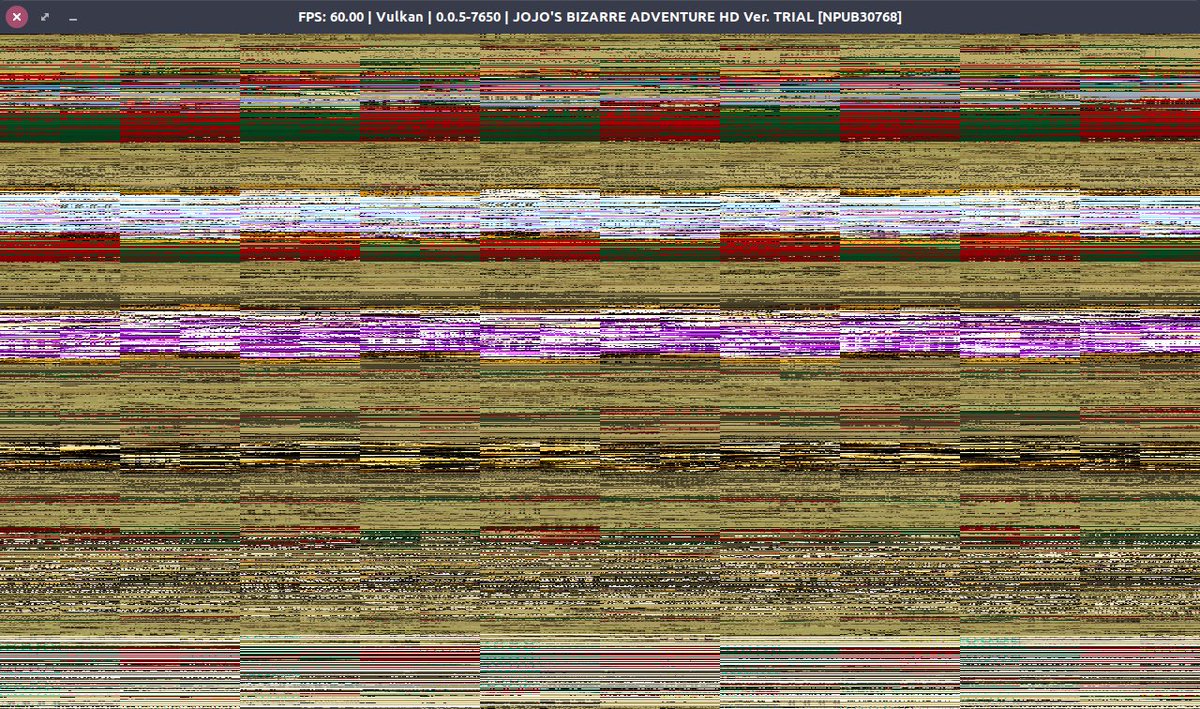 FPS: 60.00 | Vulkan | 0.0.5-7650 | JOJO'S BIZARRE ADVENTURE HD Ver. TRIAL [NPUB30768]